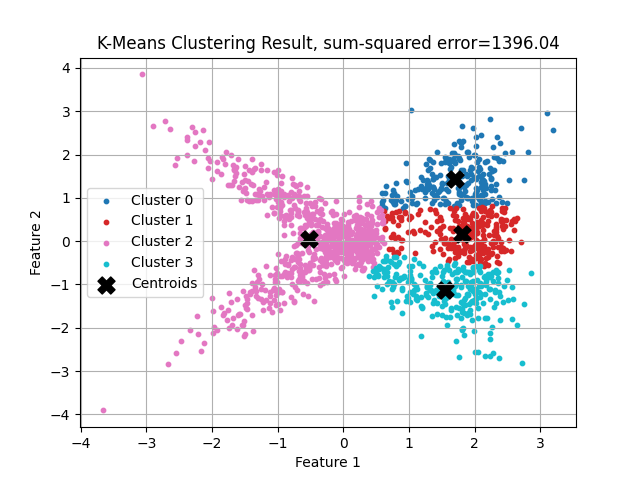 K-Means Clustering Result, sum-squared error=1396.04
Feature 2
4
3
2
1
0
−1
−2
−3
−4
Cluster 0
Cluster 1
Cluster 2
Cluster 3
Centroids
−4 −3 −2 −1 0 1 2 3
Feature 1